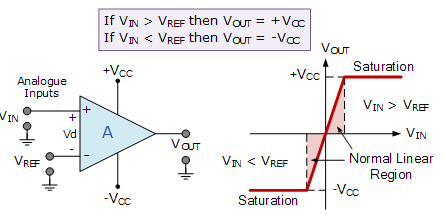 If VIN > VREF then VOUT = +VCC
If VIN < VREF then VOUT = -VCC
Analogue
Inputs
+VCC
VIN
+
+
Vd
A
-
-
VREF
VOUT
-VCC
VOUT
+VCC
Saturation
VIN > VREF
VIN
VIN < VREF
Normal Linear
Region
-VCC
Saturation